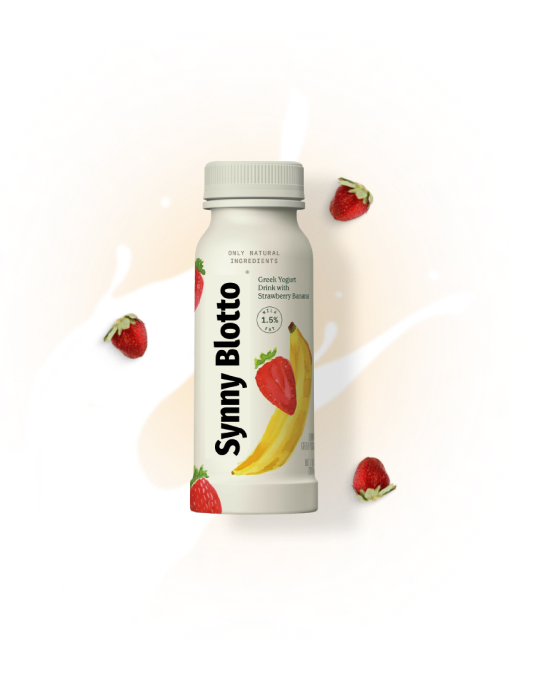 ONLY NATURAL
INGREDIENTS
Synny Blotto
Greek Yogurt
Drink with
Strawberry Banana
MILK
1.5%
FAT